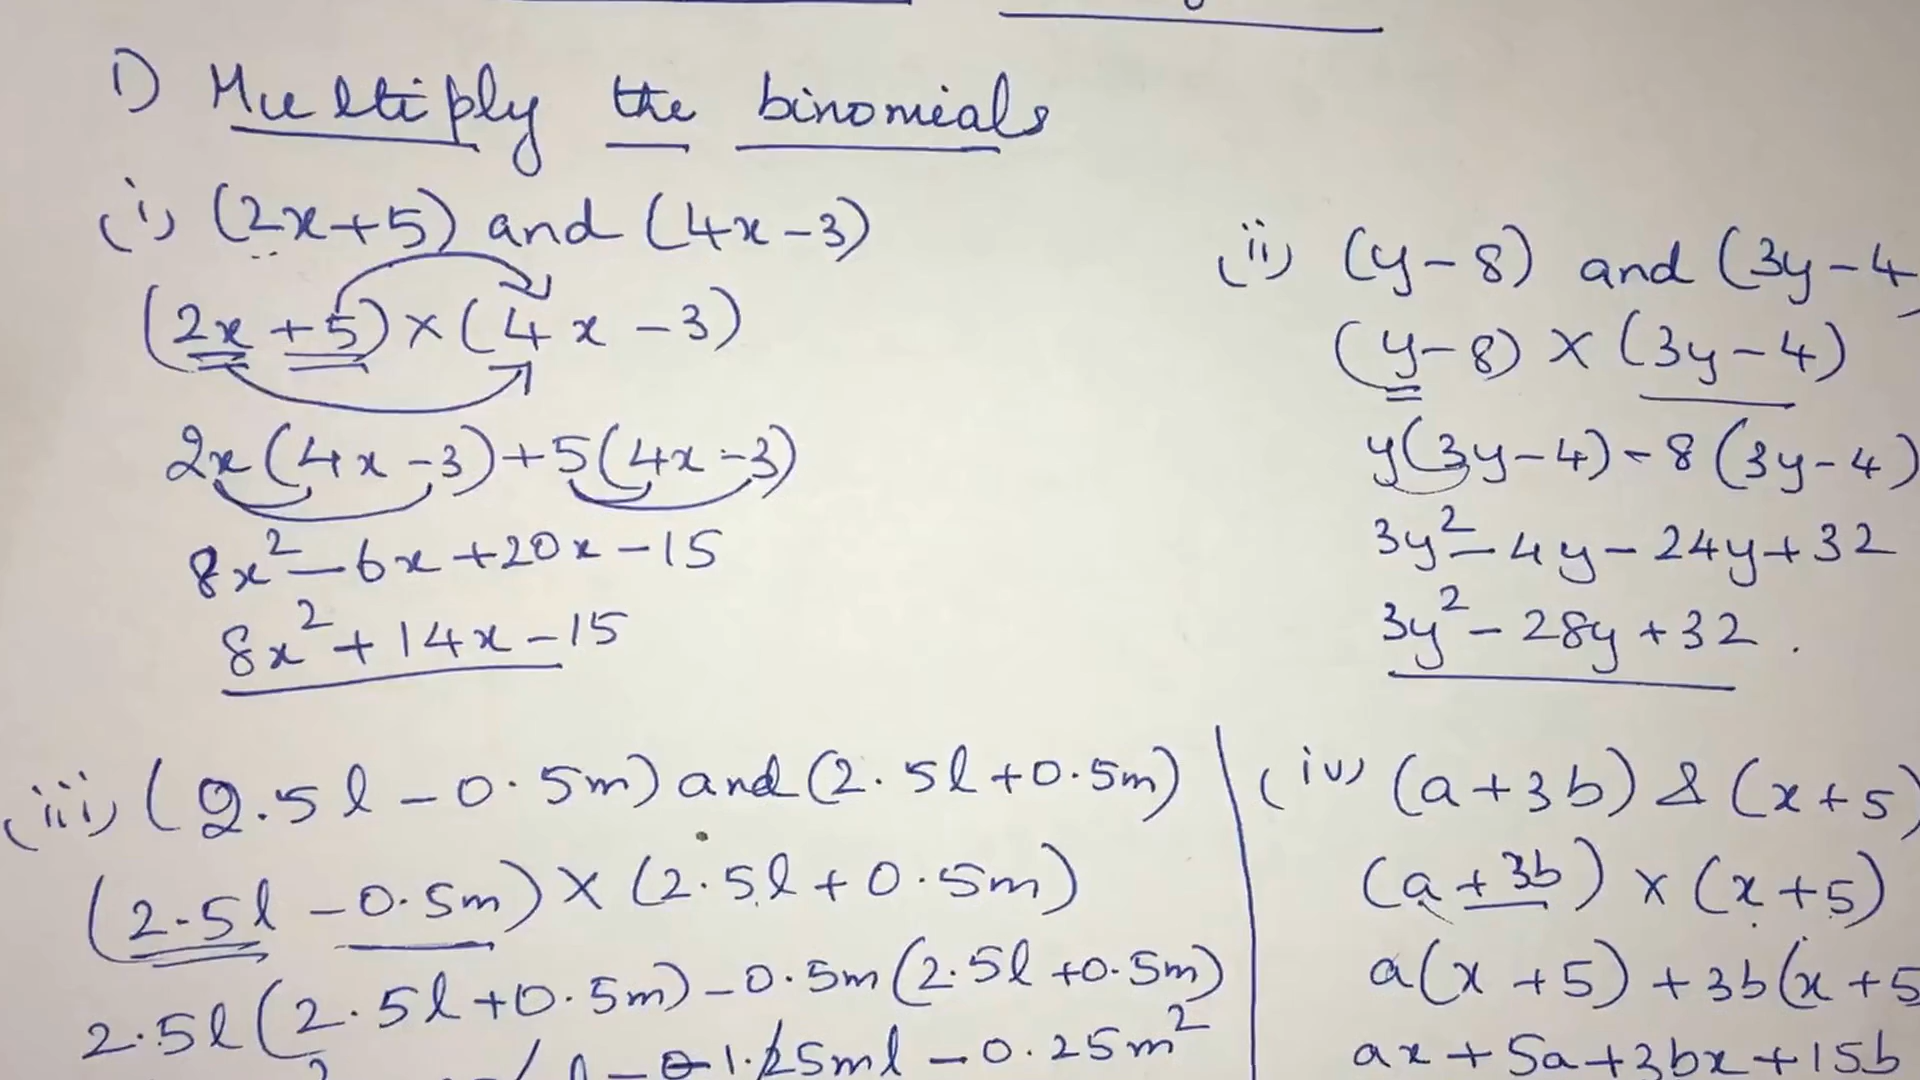 1) Multiply the binomials
(i) (2x+5) and (4x-3)
(2x+5)×(4x-3)
2x(4x-3)+5(4x-3)
8x²-6x+20x-15
8x²+14x-15
(ii) (y-8) and (3y-4)
(y-8)×(3y-4)
y(3y-4)-8(3y-4)
3y²-4y-24y+32
3y²-28y+32.
(iii) (2.5l-0.5m) and (2.5l+0.5m)
(2.5l-0.5m)×(2.5l+0.5m)
2.5l(2.5l+0.5m)-0.5m(2.5l+0.5m)
1.25ml-0.25m²
(iv) (a+3b) & (x+5)
(a+3b)×(x+5)
a(x+5)+3b(x+5
ax+5a+3bx+15b